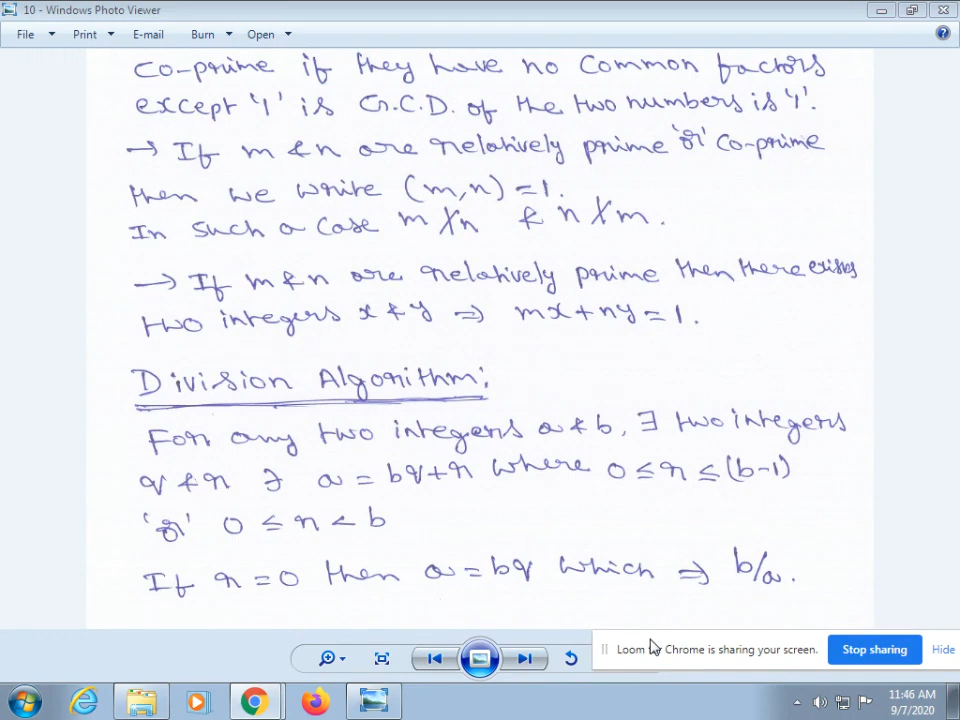 10 - Windows Photo Viewer
File Print E-mail Burn Open
Co-prime if they have no Common factors
except '1' is G.C.D. of the two numbers is '1'.
→ If m & n are relatively prime 'or' Co-prime
then we write (m,n) = 1.
In such a case m ∤ n & n ∤ m.
→ If m & n are relatively prime then there exists
two integers x & y ⇒ mx + ny = 1.
Division Algorithm:
For any two integers a & b, ∃ two integers
q & r ∋ a = bq + r where 0 ≤ r ≤ (b-1)
'or' 0 ≤ r < b
If r = 0 then a = bq which ⇒ b/a.
Loom to Chrome is sharing your screen. Stop sharing Hide
11:46 AM
9/7/2020